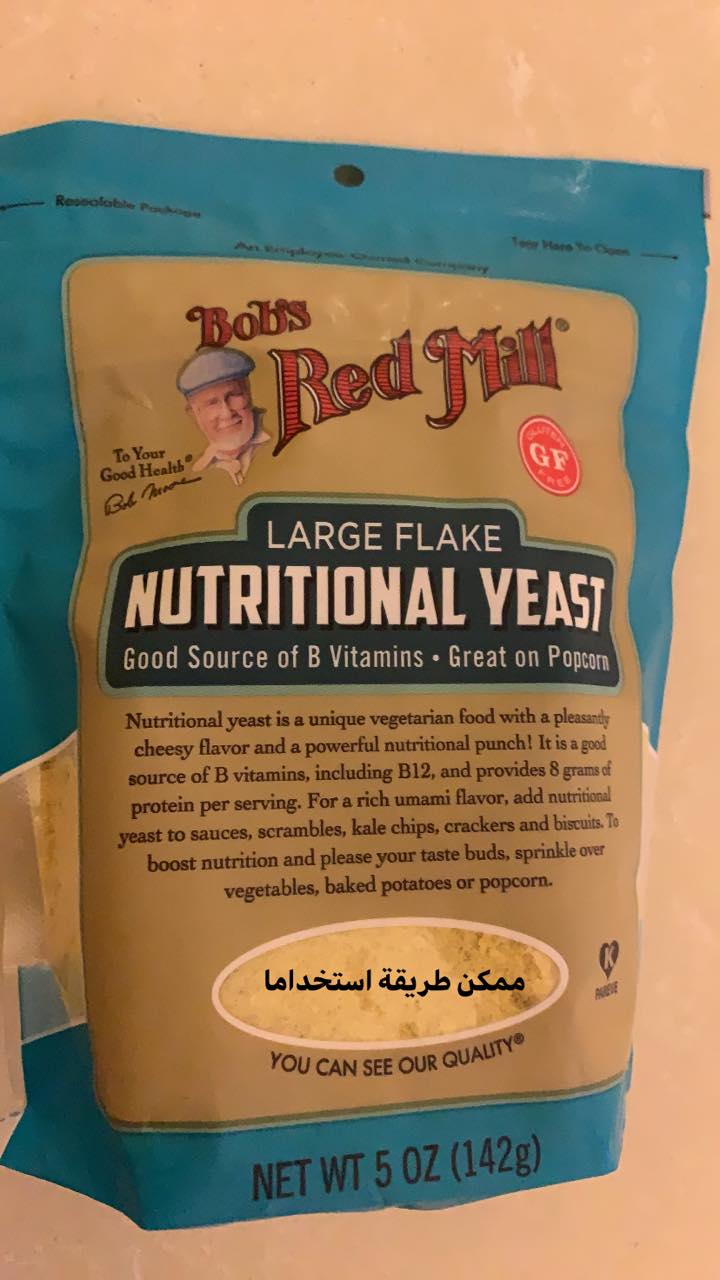 Resealable Package
Tear Here To Open
An Employee-Owned Company
Bob's
Red Mill®
To Your
Good Health®
Bob Moore
GLUTEN
GF
FREE
LARGE FLAKE
NUTRITIONAL YEAST
Good Source of B Vitamins • Great on Popcorn
Nutritional yeast is a unique vegetarian food with a pleasantly
cheesy flavor and a powerful nutritional punch! It is a good
source of B vitamins, including B12, and provides 8 grams of
protein per serving. For a rich umami flavor, add nutritional
yeast to sauces, scrambles, kale chips, crackers and biscuits. To
boost nutrition and please your taste buds, sprinkle over
vegetables, baked potatoes or popcorn.
ممكن طريقة استخداما
K
PAREVE
YOU CAN SEE OUR QUALITY®
NET WT 5 OZ (142g)